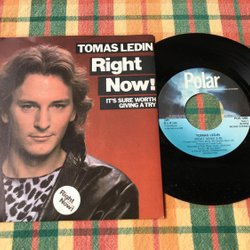 TOMAS LEDIN
Right
Now!
IT'S SURE WORTH
GIVING A TRY
Right
Now!
Polar
TOMAS LEDIN